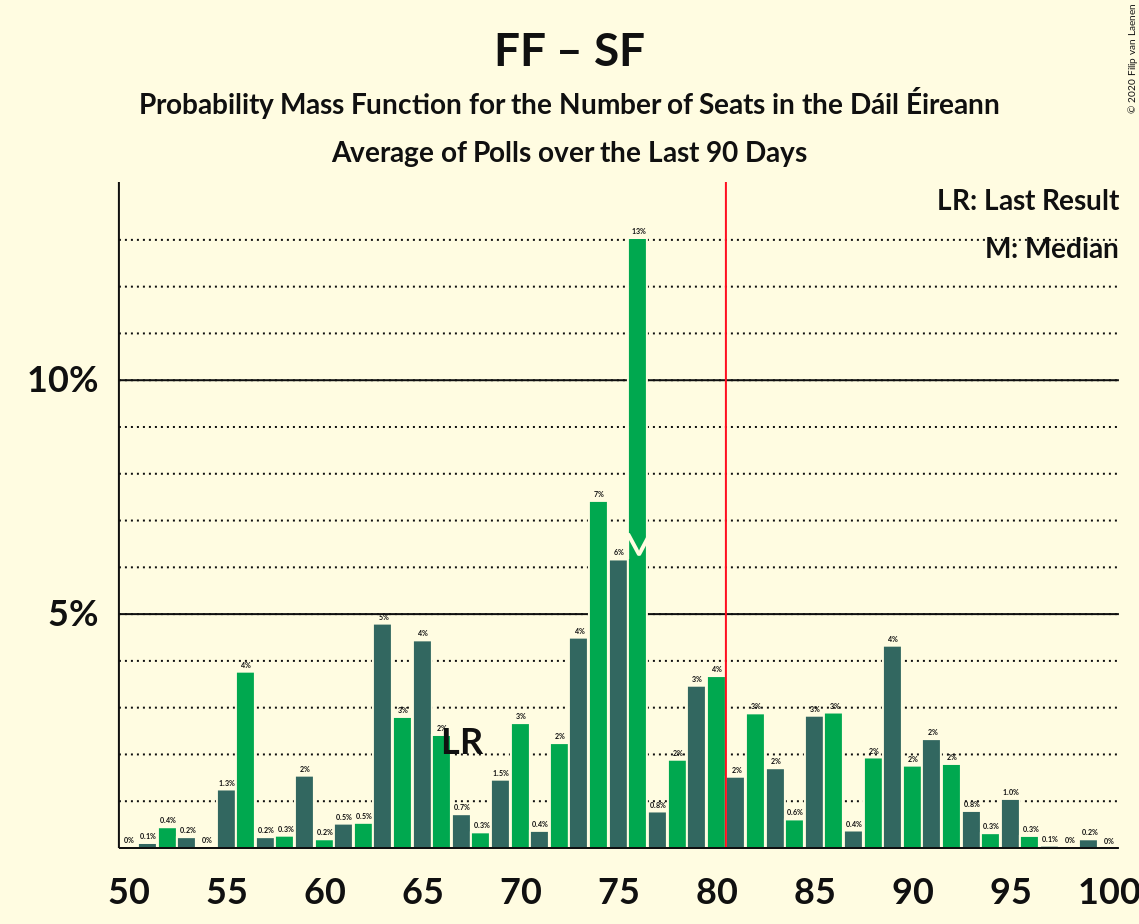 FF – SF
Probability Mass Function for the Number of Seats in the Dáil Éireann
Average of Polls over the Last 90 Days
© 2020 Filip van Laenen
LR: Last Result
M: Median
10%
5%
0% 0.1% 0.4% 0.2% 0% 1.3% 4% 0.2% 0.3% 2% 0.2% 0.5% 0.5% 5% 3% 4% 2% 0.7% 0.3% 1.5% 3% 0.4% 2% 4% 7% 6% 13% 0.8% 2% 3% 4% 2% 3% 2% 0.6% 3% 3% 0.4% 2% 4% 2% 2% 2% 0.8% 0.3% 1.0% 0.3% 0.1% 0% 0.2% 0%
LR
M
50 55 60 65 70 75 80 85 90 95 100